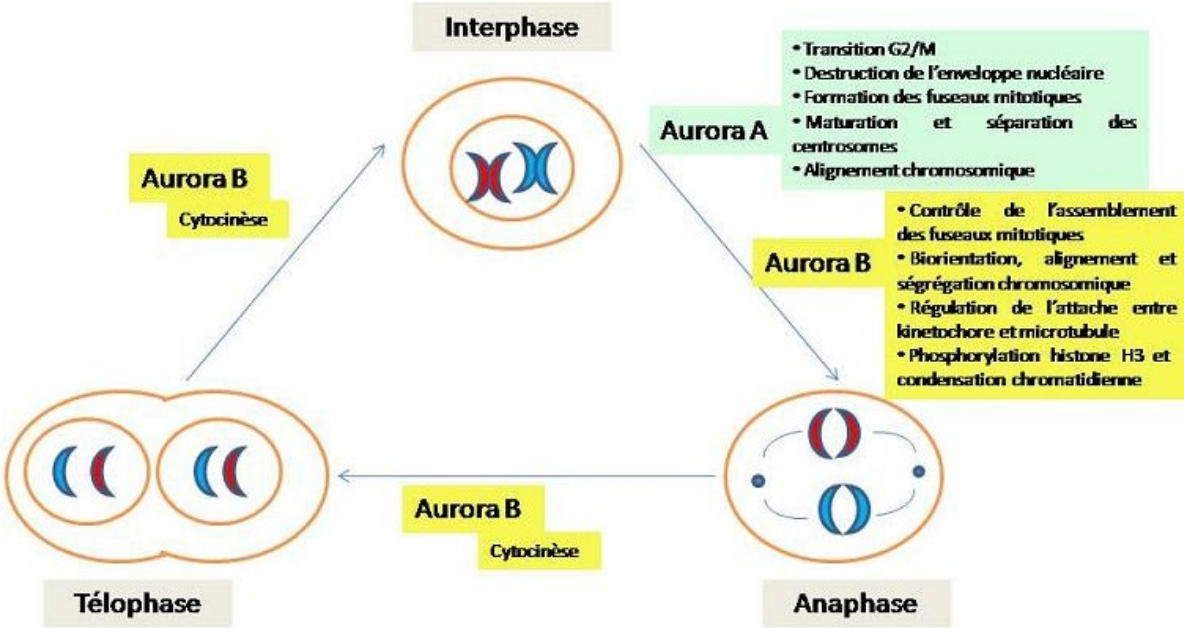 Interphase
• Transition G2/M
• Destruction de l'enveloppe nucléaire
• Formation des fuseaux mitotiques
• Maturation et séparation des
centrosomes
• Alignement chromosomique
Aurora A
Aurora B
Cytocinèse
• Contrôle de l'assemblement
des fuseaux mitotiques
• Biorientation, alignement et
ségrégation chromosomique
• Régulation de l'attache entre
kinetochore et microtubule
• Phosphorylation histone H3 et
condensation chromatidienne
Aurora B
Aurora B
Cytocinèse
Télophase
Anaphase